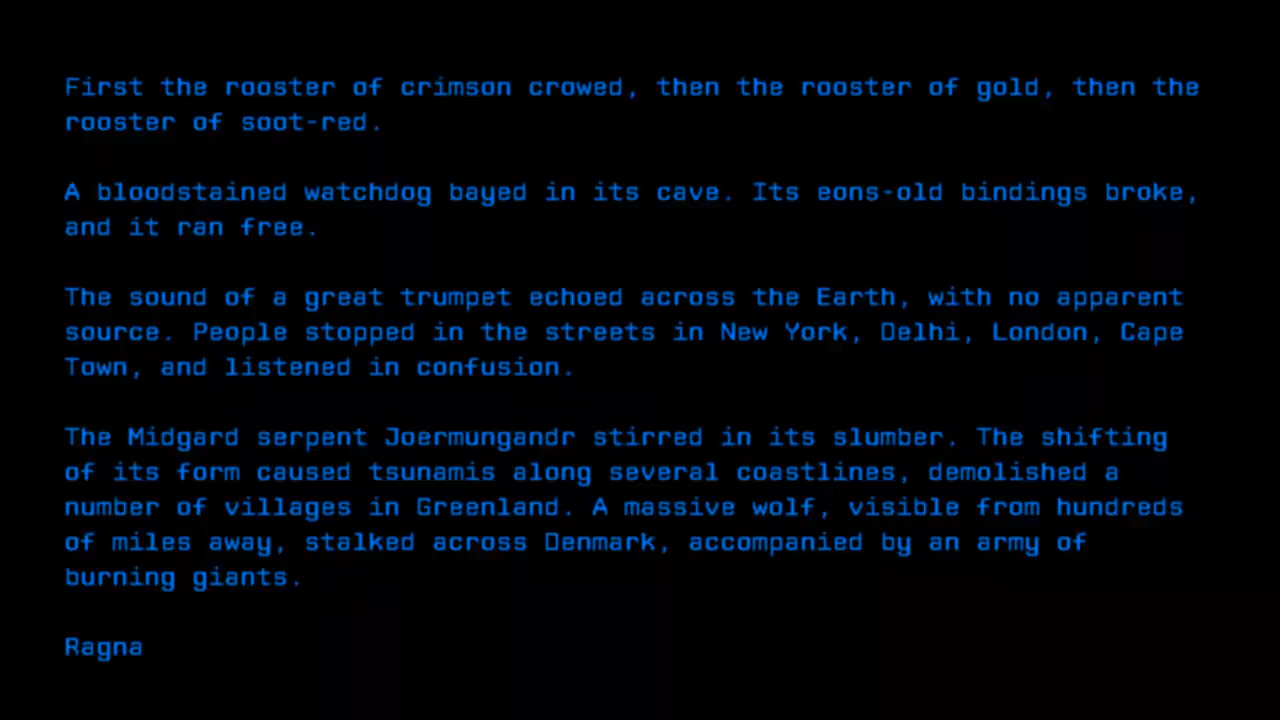 First the rooster of crimson crowed, then the rooster of gold, then the
rooster of soot-red.
A bloodstained watchdog bayed in its cave. Its eons-old bindings broke,
and it ran free.
The sound of a great trumpet echoed across the Earth, with no apparent
source. People stopped in the streets in New York, Delhi, London, Cape
Town, and listened in confusion.
The Midgard serpent Joermungandr stirred in its slumber. The shifting
of its form caused tsunamis along several coastlines, demolished a
number of villages in Greenland. A massive wolf, visible from hundreds
of miles away, stalked across Denmark, accompanied by an army of
burning giants.
Ragna